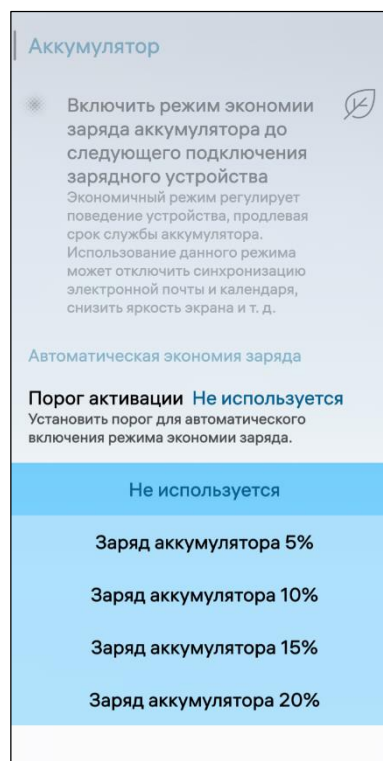 Аккумулятор
Включить режим экономии
заряда аккумулятора до
следующего подключения
зарядного устройства
Экономичный режим регулирует
поведение устройства, продлевая
срок службы аккумулятора.
Использование данного режима
может отключить синхронизацию
электронной почты и календаря,
снизить яркость экрана и т. д.
Автоматическая экономия заряда
Порог активации Не используется
Установить порог для автоматического
включения режима экономии заряда.
Не используется
Заряд аккумулятора 5%
Заряд аккумулятора 10%
Заряд аккумулятора 15%
Заряд аккумулятора 20%